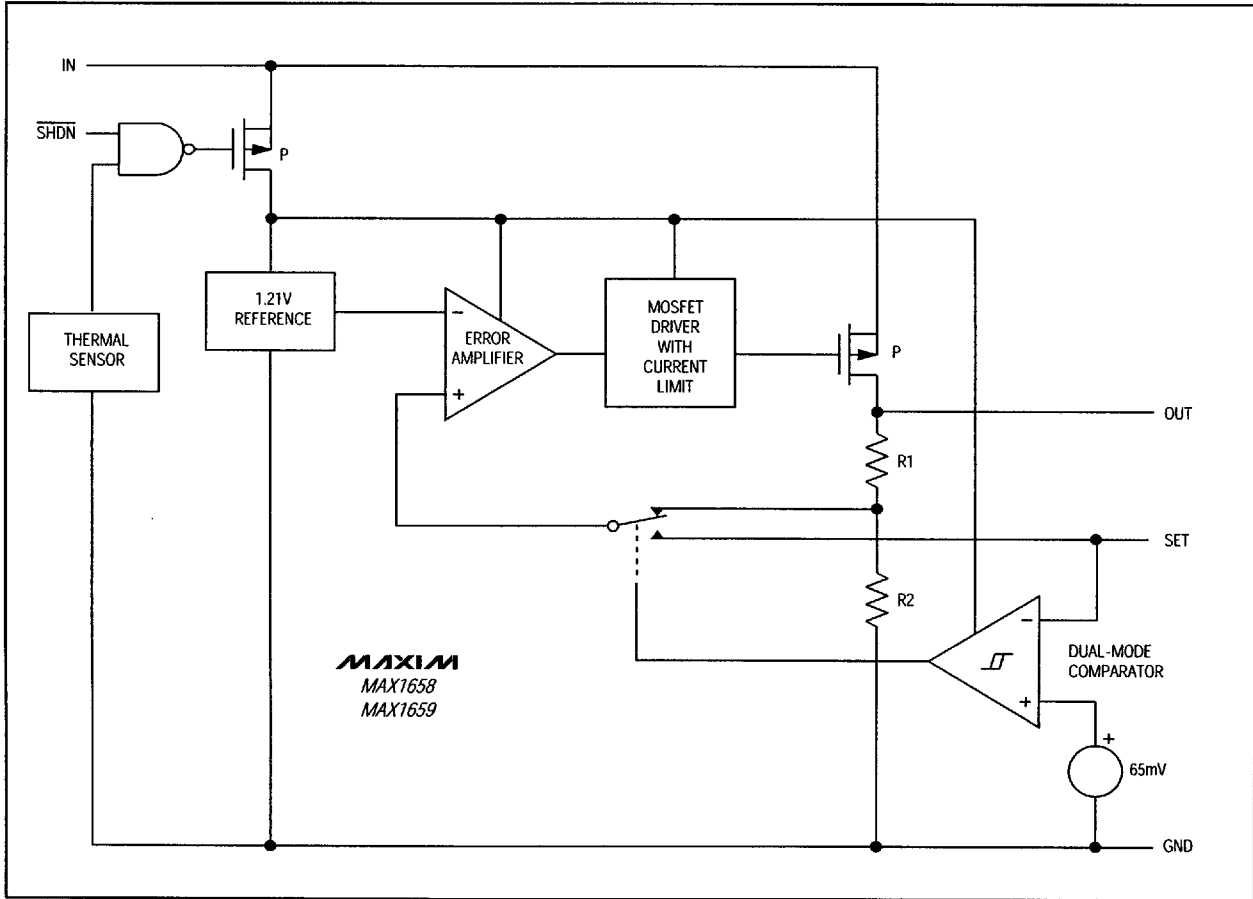 IN
SHDN
P
1.21V
REFERENCE
THERMAL
SENSOR
−
ERROR
AMPLIFIER
+
MOSFET
DRIVER
WITH
CURRENT
LIMIT
P
OUT
R1
SET
R2
−
+
DUAL-MODE
COMPARATOR
MAXIM
MAX1658
MAX1659
+
65mV
GND